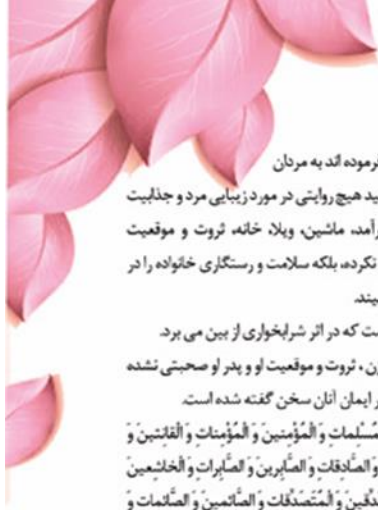 فرموده اند به مردان
ید هیچ روایتی در مورد زیبایی مرد و جذابیت
رآمد، ماشین، ویلا، خانه، ثروت و موقعیت
نکرده، بلکه سلامت و رستگاری خانواده را در
بیند.
ست که در اثر شرابخواری از بین می برد.
ین ، ثروت و موقعیت او و پدر او صحبتی نشده
ر ایمان آنان سخن گفته شده است.
مُسْلِماتِ وَ الْمُؤْمِنينَ وَ الْمُؤْمِناتِ وَ الْقانِتينَ وَ
وَ الصَّادِقاتِ وَ الصَّابِرينَ وَ الصَّابِراتِ وَ الْخاشِعينَ
دِّقينَ وَ الْمُتَصَدِّقاتِ وَ الصَّائِمينَ وَ الصَّائِماتِ وَ